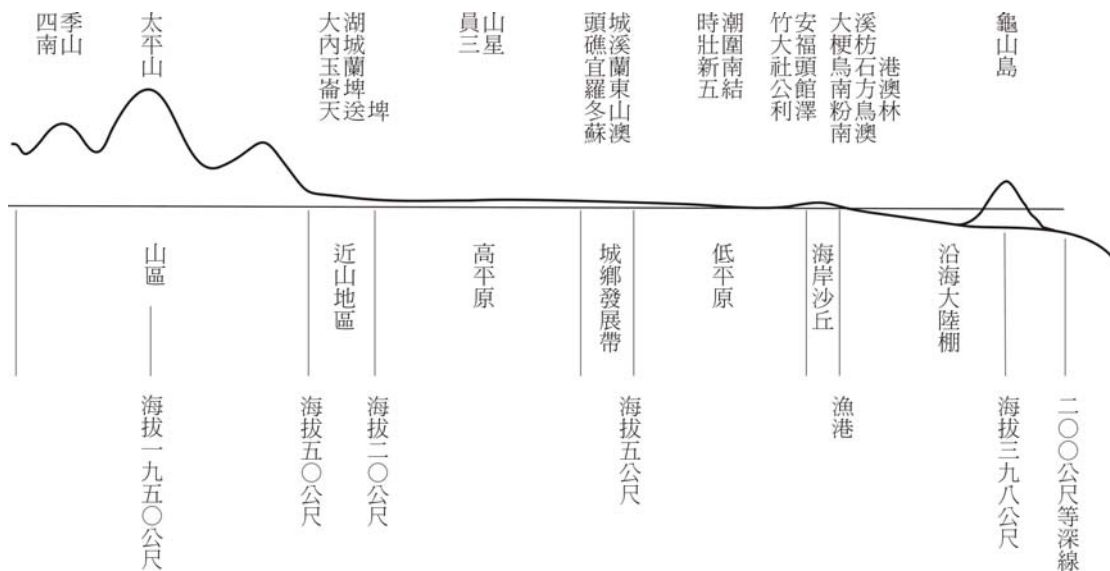 四季
南山
太平山
大湖
內城
玉蘭
崙埤
天送埤
員山
三星
頭城
礁溪
宜蘭
羅東
冬山
蘇澳
時潮
壯圍
新南
五結
竹安
大福
社頭
公館
利澤
大溪
梗枋
烏石港
南方澳
粉鳥林
南澳
龜山島
山區
近山地區
高平原
城鄉發展帶
低平原
海岸沙丘
沿海大陸棚
海拔一九五〇公尺
海拔五〇公尺
海拔二〇公尺
海拔五公尺
漁港
海拔三九八公尺
二〇〇公尺等深線